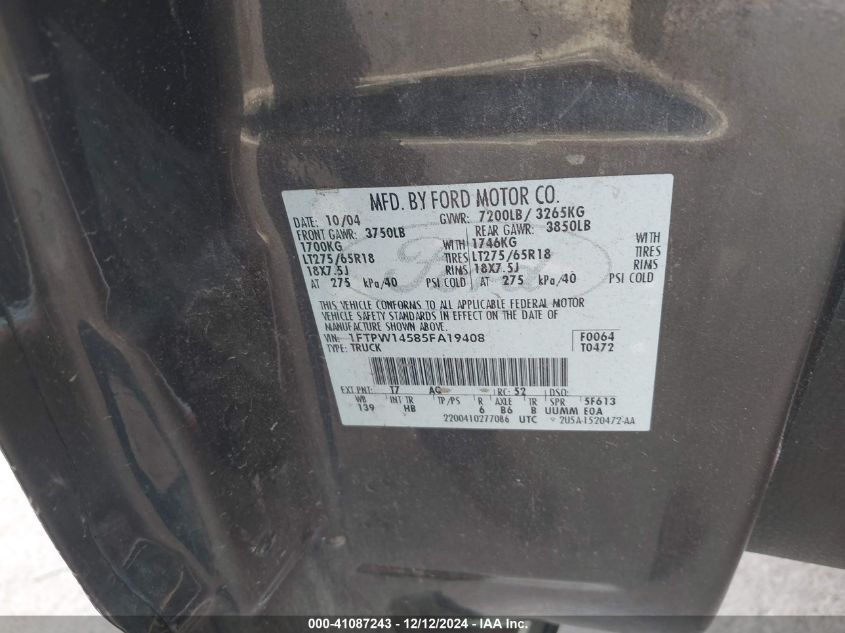 MFD. BY FORD MOTOR CO.
DATE: 10/04 GVWR: 7200LB/ 3265KG
FRONT GAWR: 3750LB REAR GAWR: 3850LB
1700KG WITH 1746KG WITH
LT275/65R18 TIRES LT275/65R18 TIRES
18X7.5J RIMS 18X7.5J RIMS
AT 275 kPa/40 PSI COLD AT 275 kPa/40 PSI COLD
THIS VEHICLE CONFORMS TO ALL APPLICABLE FEDERAL MOTOR
VEHICLE SAFETY STANDARDS IN EFFECT ON THE DATE OF
MANUFACTURE SHOWN ABOVE.
VIN: 1FTPW14585FA19408 F0064
TYPE: TRUCK T0472
EXT PNT: T7 AG RC: 52 DSO:
WB INT TR TP/PS R AXLE TR SPR 5F613
139 HB 6 B6 B UUMM E0A
2200410277086 UTC 2U5A-1520472-AA
Ford
000-41087243 - 12/12/2024 - IAA Inc.